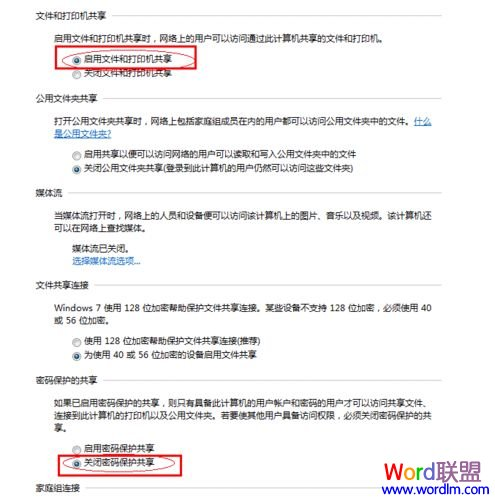 文件和打印机共享
启用文件和打印机共享时，网络上的用户可以访问通过此计算机共享的文件和打印机。
启用文件和打印机共享
关闭文件和打印机共享
公用文件夹共享
打开公用文件夹共享时，网络上包括家庭组成员在内的用户都可以访问公用文件夹中的文件。什么
是公用文件夹?
启用共享以便可以访问网络的用户可以读取和写入公用文件夹中的文件
关闭公用文件夹共享(登录到此计算机的用户仍然可以访问这些文件夹)
媒体流
当媒体流打开时，网络上的人员和设备便可以访问该计算机上的图片、音乐以及视频。该计算机还
可以在网络上查找媒体。
媒体流已关闭。
选择媒体流选项...
文件共享连接
Windows 7 使用 128 位加密帮助保护文件共享连接。某些设备不支持 128 位加密，必须使用 40
或 56 位加密。
使用 128 位加密帮助保护文件共享连接(推荐)
为使用 40 或 56 位加密的设备启用文件共享
密码保护的共享
如果已启用密码保护的共享，则只有具备此计算机的用户帐户和密码的用户才可以访问共享文件、
连接到此计算机的打印机以及公用文件夹。若要使其他用户具备访问权限，必须关闭密码保护的共
享。
启用密码保护共享
关闭密码保护共享
家庭组连接
Word联盟
www.wordlm.com